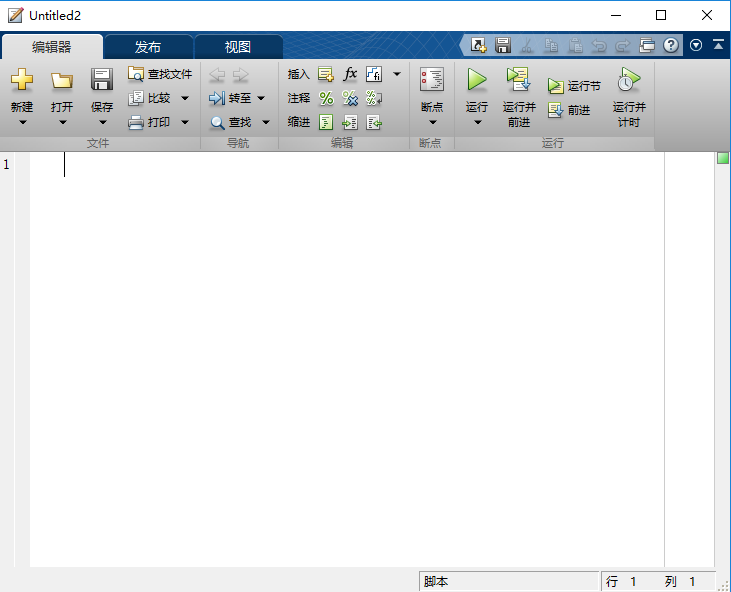 Untitled2
编辑器 发布 视图
新建 打开 保存 查找文件 比较 打印
转至 查找
插入 fx
注释
缩进
断点
运行 运行并前进 运行节 前进 运行并计时
文件 导航 编辑 断点 运行
1
脚本 行 1 列 1